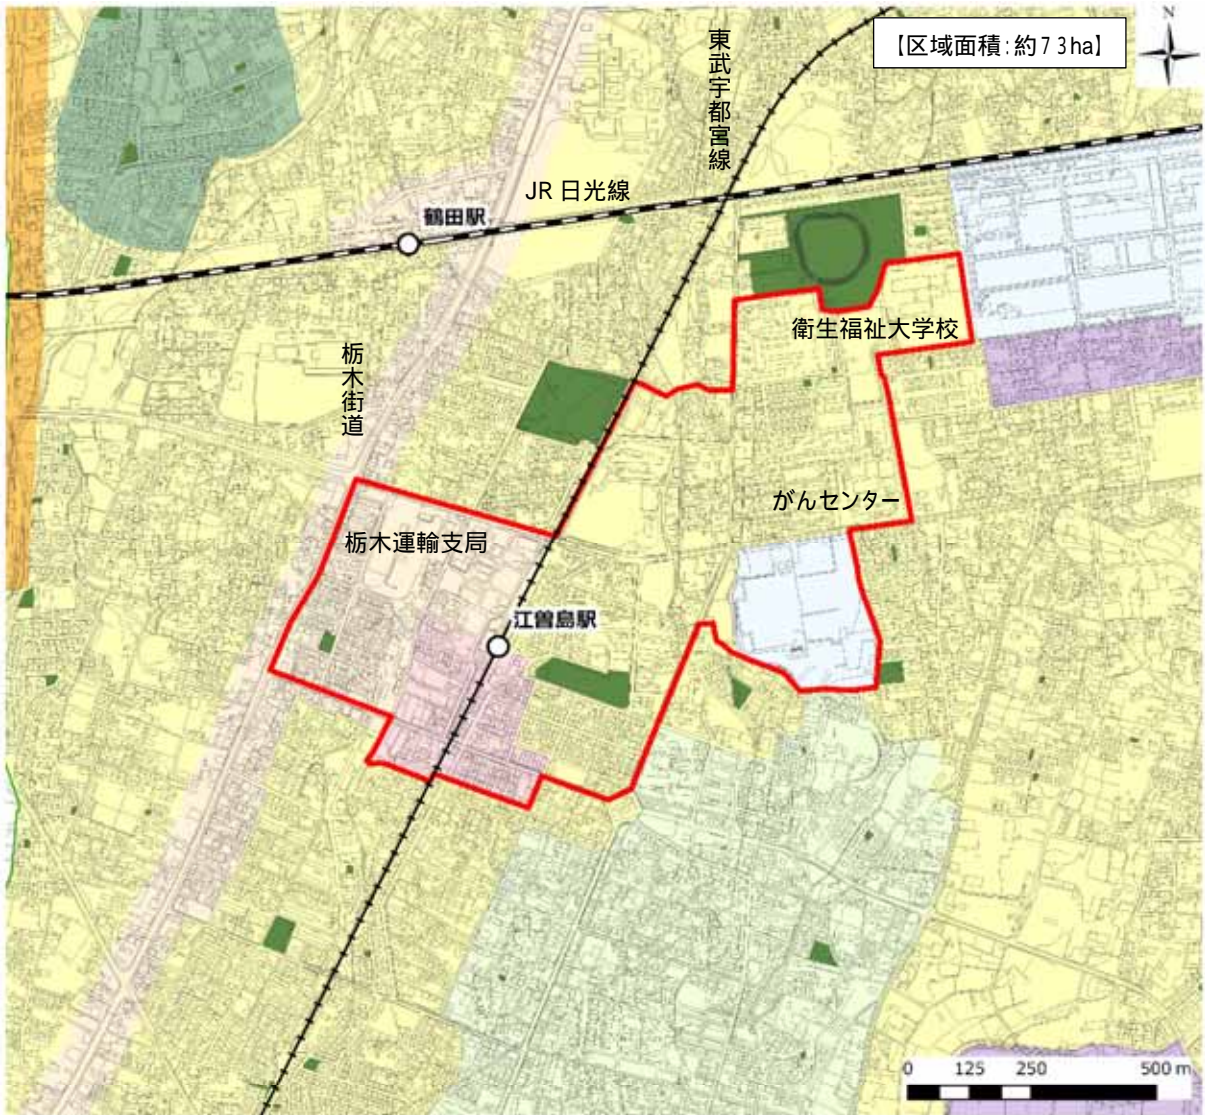 【区域面積:約73ha】
N
東武宇都宮線
JR 日光線
鶴田駅
衛生福祉大学校
栃木街道
がんセンター
栃木運輸支局
江曽島駅
0 125 250 500 m